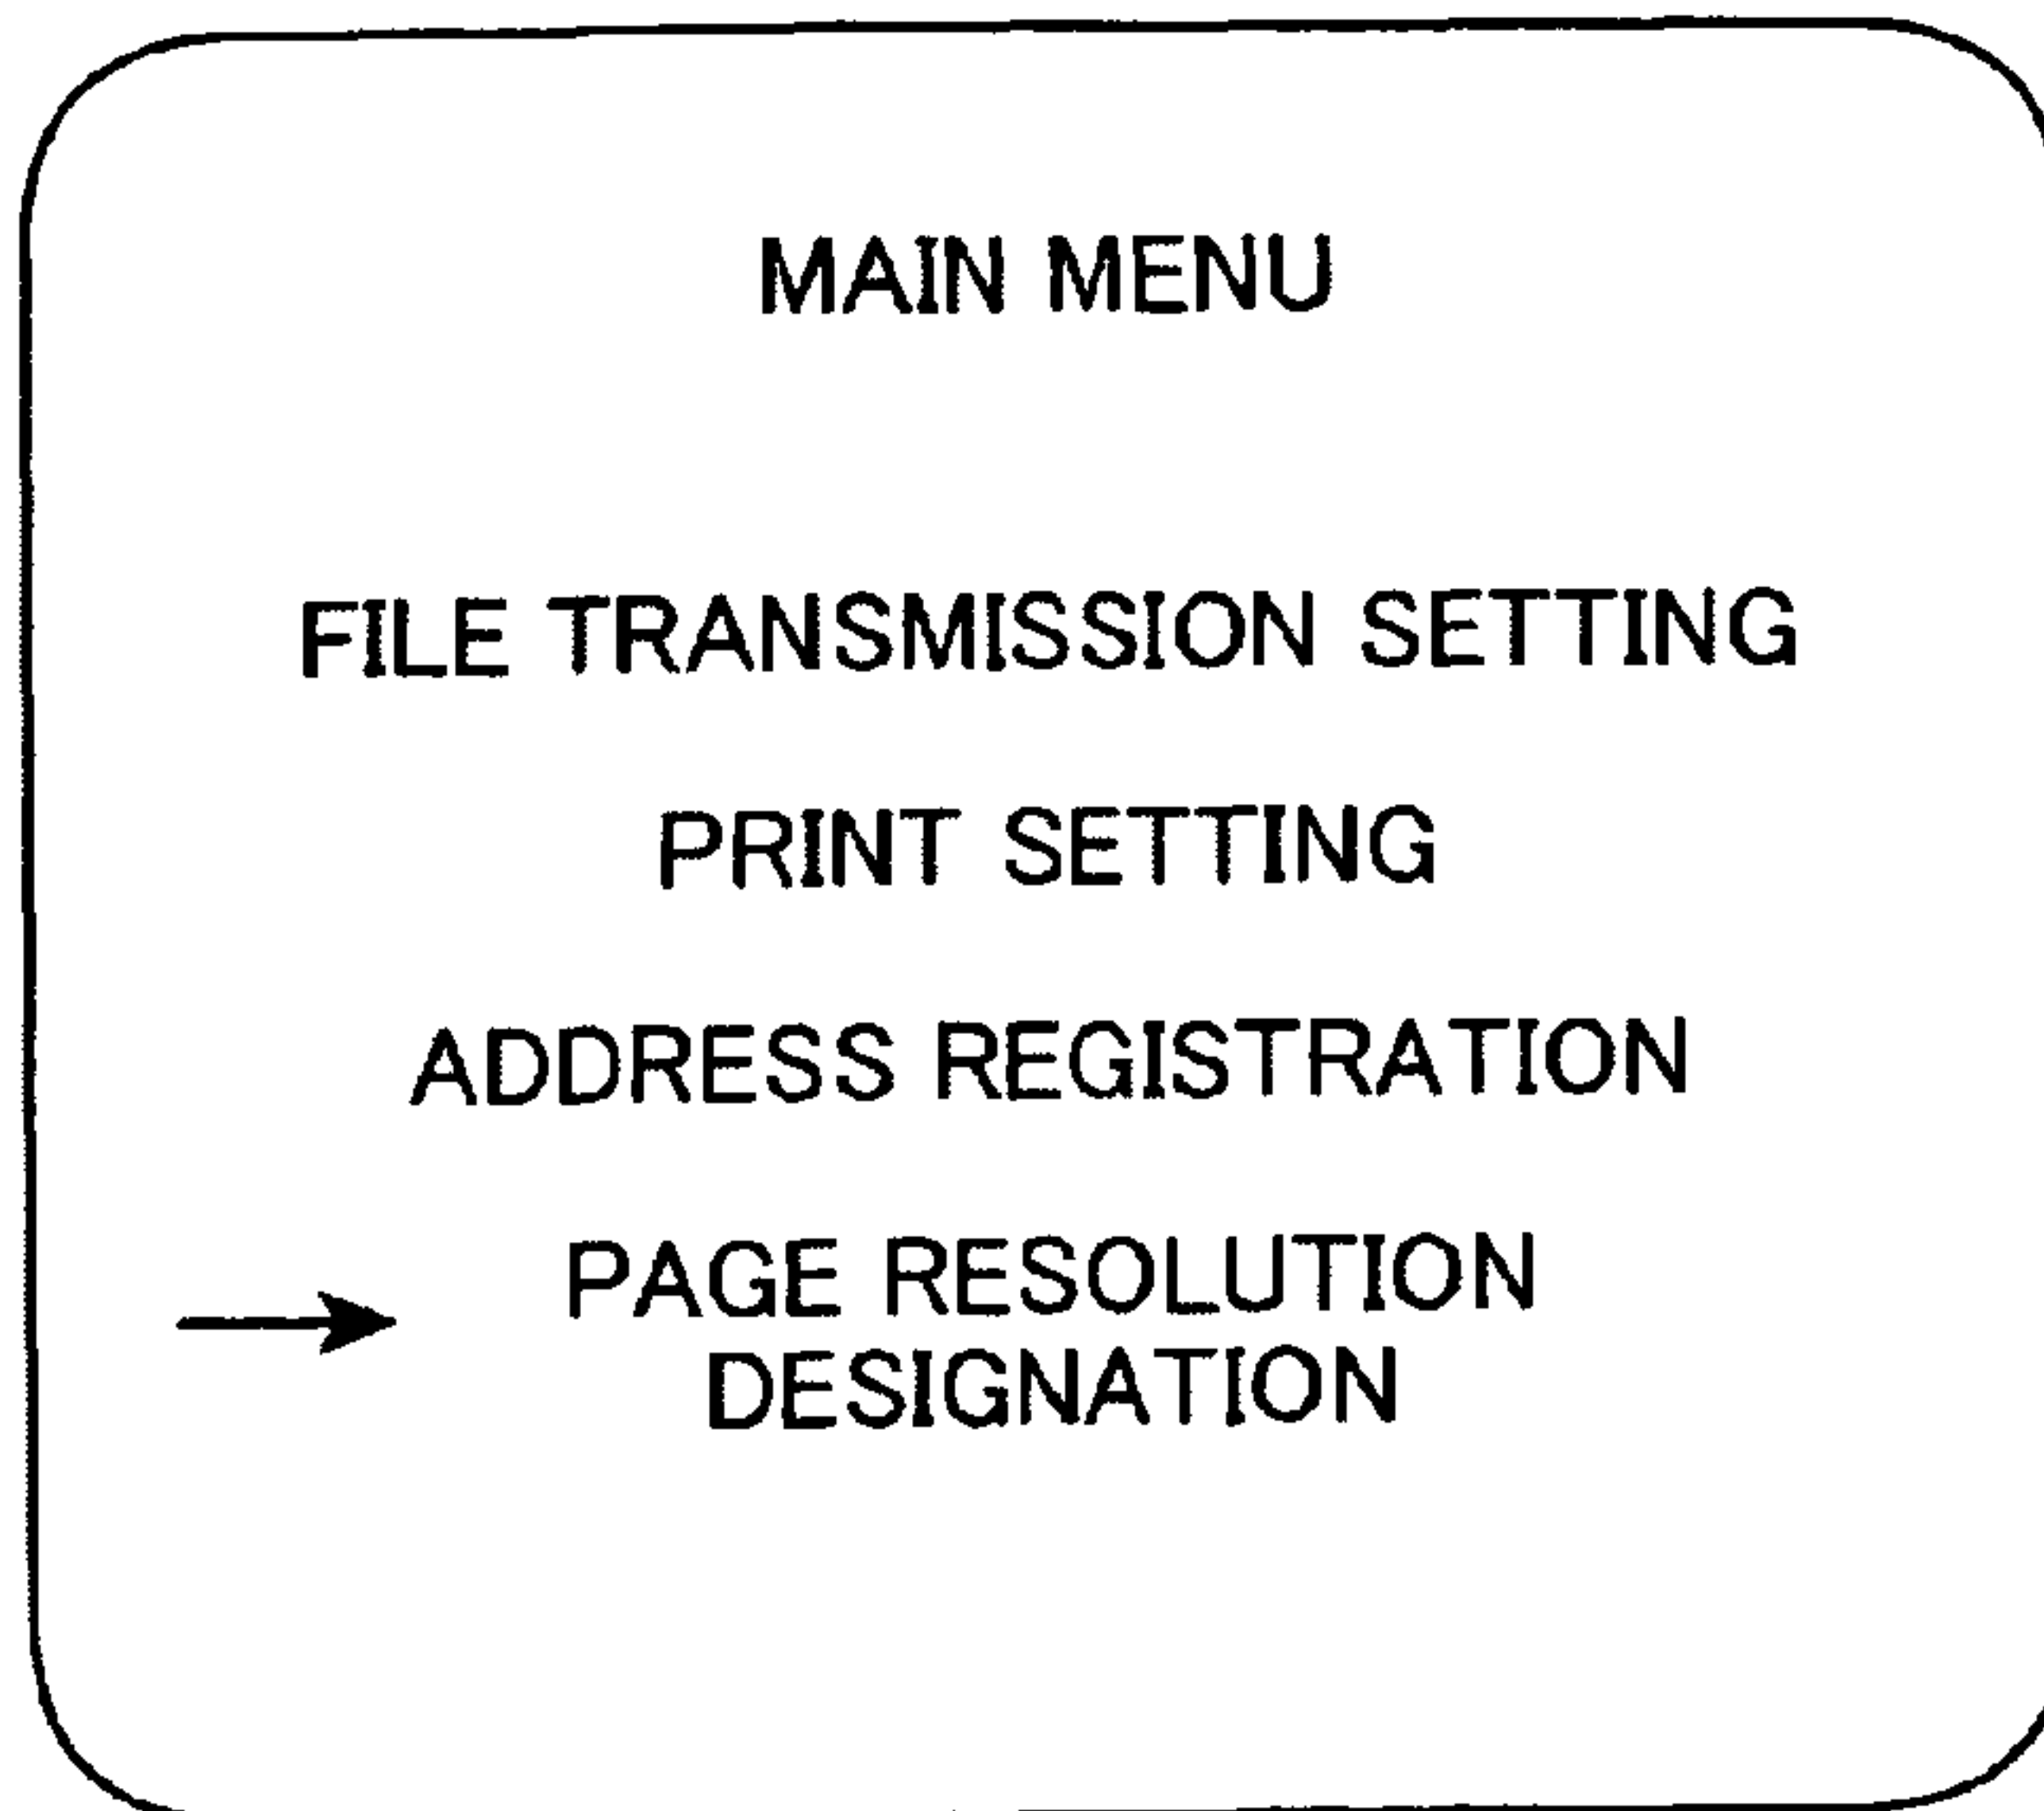 MAIN MENU
FILE TRANSMISSION SETTING
PRINT SETTING
ADDRESS REGISTRATION
PAGE RESOLUTION
DESIGNATION